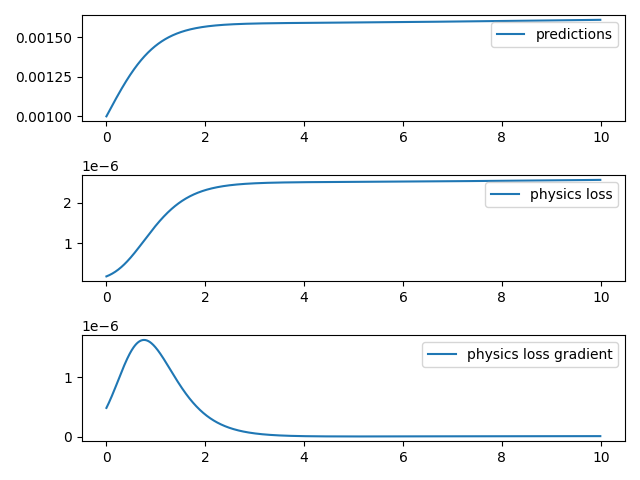 0.00150
0.00125
0.00100
predictions
0 2 4 6 8 10
1e−6
2
1
physics loss
0 2 4 6 8 10
1e−6
1
0
physics loss gradient
0 2 4 6 8 10